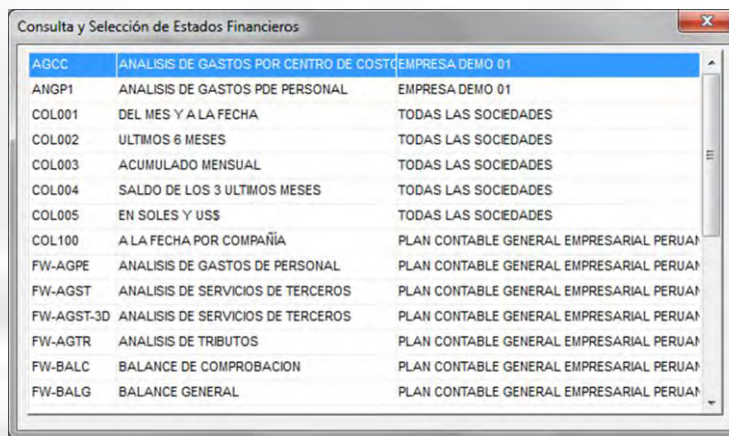 Consulta y Selección de Estados Financieros
AGCC ANALISIS DE GASTOS POR CENTRO DE COSTO EMPRESA DEMO 01
ANGP1 ANALISIS DE GASTOS PDE PERSONAL EMPRESA DEMO 01
COL001 DEL MES Y A LA FECHA TODAS LAS SOCIEDADES
COL002 ULTIMOS 6 MESES TODAS LAS SOCIEDADES
COL003 ACUMULADO MENSUAL TODAS LAS SOCIEDADES
COL004 SALDO DE LOS 3 ULTIMOS MESES TODAS LAS SOCIEDADES
COL005 EN SOLES Y US$ TODAS LAS SOCIEDADES
COL100 A LA FECHA POR COMPAÑÍA PLAN CONTABLE GENERAL EMPRESARIAL PERUAN
FW-AGPE ANALISIS DE GASTOS DE PERSONAL PLAN CONTABLE GENERAL EMPRESARIAL PERUAN
FW-AGST ANALISIS DE SERVICIOS DE TERCEROS PLAN CONTABLE GENERAL EMPRESARIAL PERUAN
FW-AGST-3D ANALISIS DE SERVICIOS DE TERCEROS PLAN CONTABLE GENERAL EMPRESARIAL PERUAN
FW-AGTR ANALISIS DE TRIBUTOS PLAN CONTABLE GENERAL EMPRESARIAL PERUAN
FW-BALC BALANCE DE COMPROBACION PLAN CONTABLE GENERAL EMPRESARIAL PERUAN
FW-BALG BALANCE GENERAL PLAN CONTABLE GENERAL EMPRESARIAL PERUAN